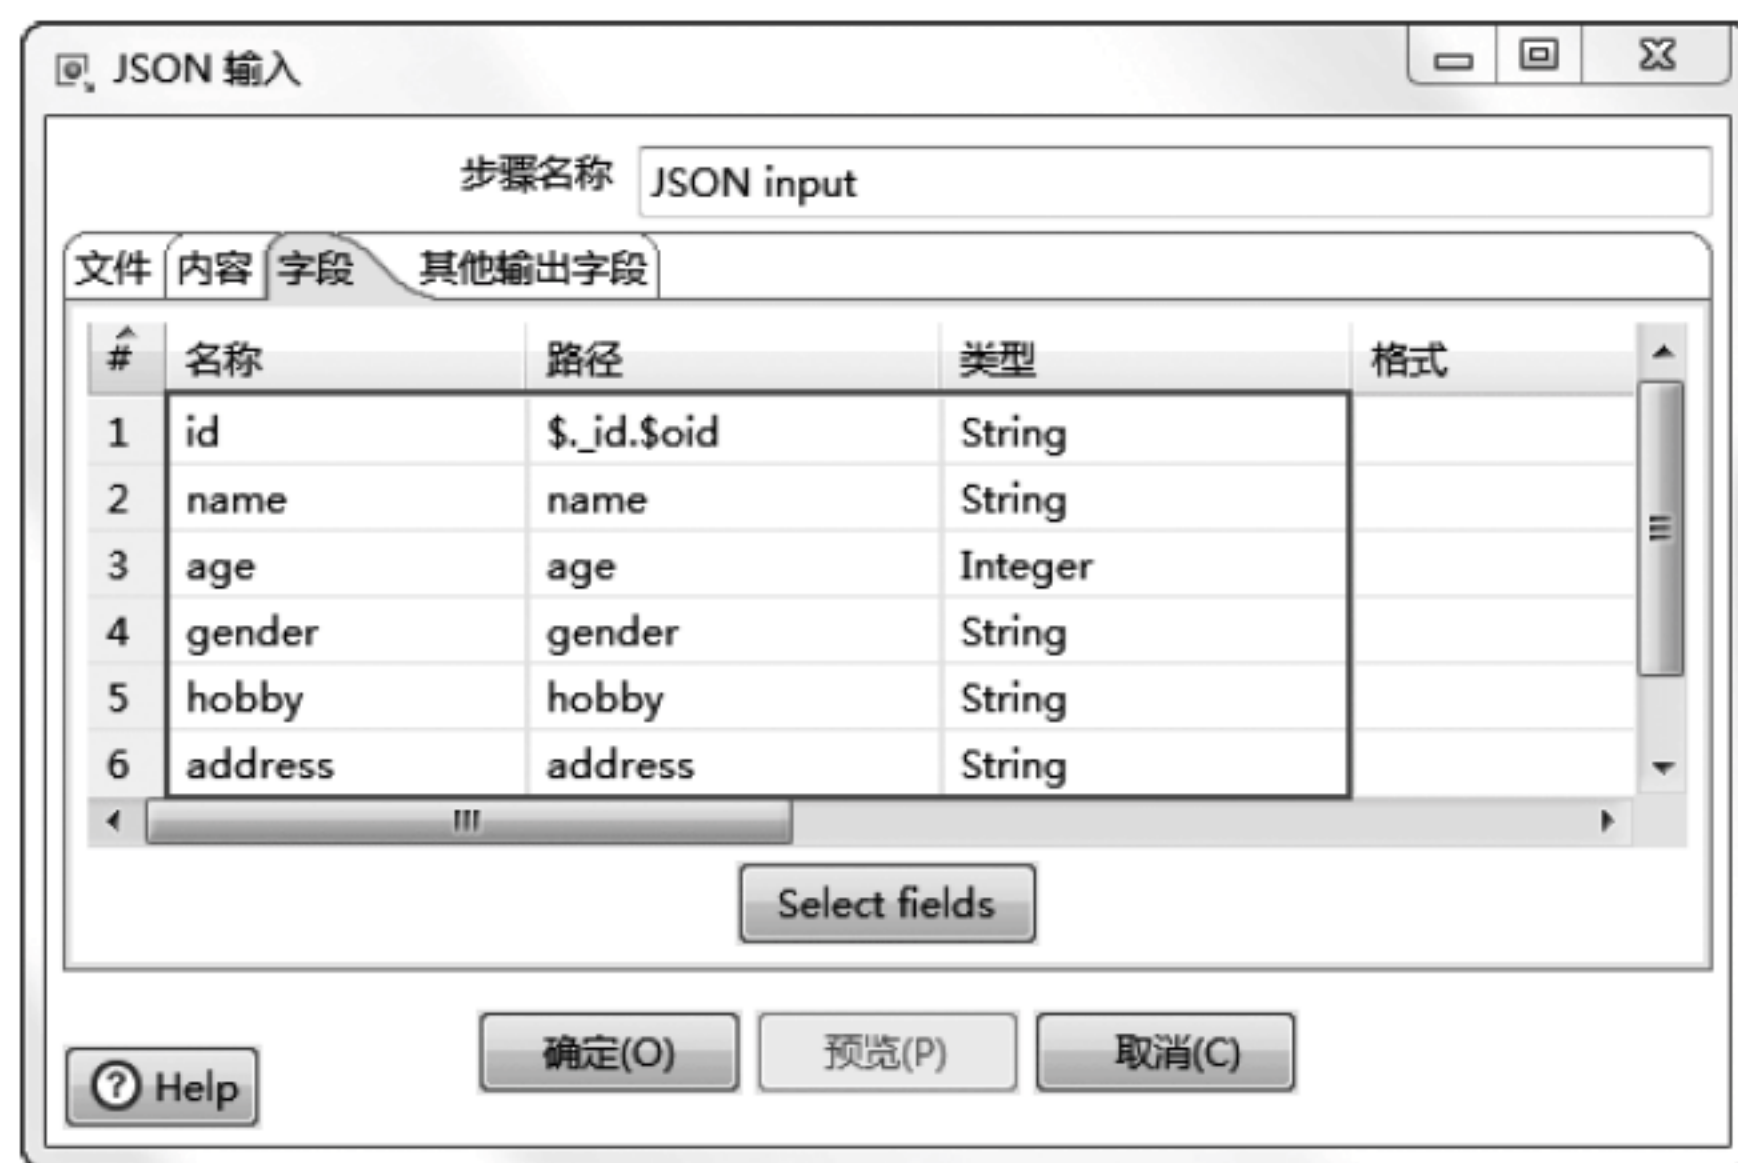 JSON 输入
步骤名称 JSON input
文件 内容 字段 其他输出字段
# 名称 路径 类型 格式
1 id $._id.$oid String
2 name name String
3 age age Integer
4 gender gender String
5 hobby hobby String
6 address address String
Select fields
确定(O) 预览(P) 取消(C)
Help